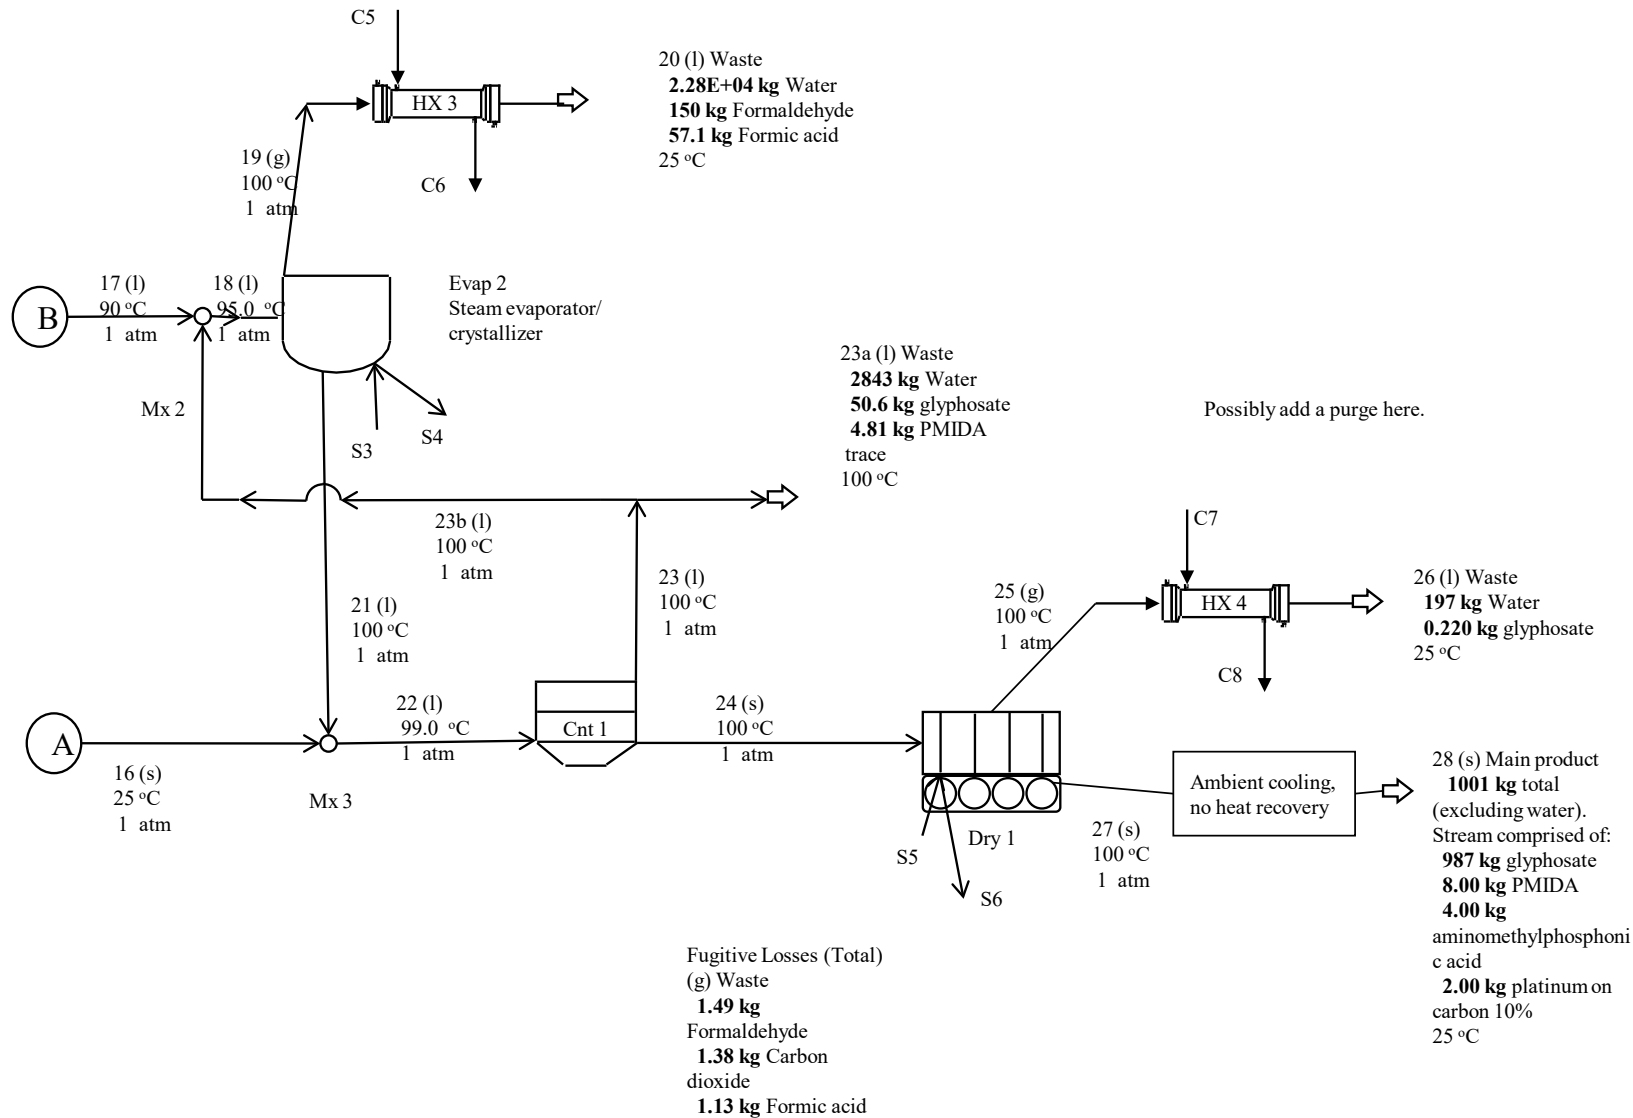 C5
HX 3
20 (l) Waste
2.28E+04 kg Water
150 kg Formaldehyde
57.1 kg Formic acid
25 °C
19 (g)
100 °C
1 atm
C6
17 (l)
90 °C
1 atm
18 (l)
95.0 °C
1 atm
B
Evap 2
Steam evaporator/
crystallizer
Mx 2
S3
S4
23a (l) Waste
2843 kg Water
50.6 kg glyphosate
4.81 kg PMIDA
trace
100 °C
Possibly add a purge here.
23b (l)
100 °C
1 atm
23 (l)
100 °C
1 atm
21 (l)
100 °C
1 atm
C7
25 (g)
100 °C
1 atm
HX 4
26 (l) Waste
197 kg Water
0.220 kg glyphosate
25 °C
C8
A
16 (s)
25 °C
1 atm
Mx 3
22 (l)
99.0 °C
1 atm
Cnt 1
24 (s)
100 °C
1 atm
S5
S6
Dry 1
27 (s)
100 °C
1 atm
Ambient cooling,
no heat recovery
28 (s) Main product
1001 kg total
(excluding water).
Stream comprised of:
987 kg glyphosate
8.00 kg PMIDA
4.00 kg
aminomethylphosphoni
c acid
2.00 kg platinum on
carbon 10%
25 °C
Fugitive Losses (Total)
(g) Waste
1.49 kg
Formaldehyde
1.38 kg Carbon
dioxide
1.13 kg Formic acid